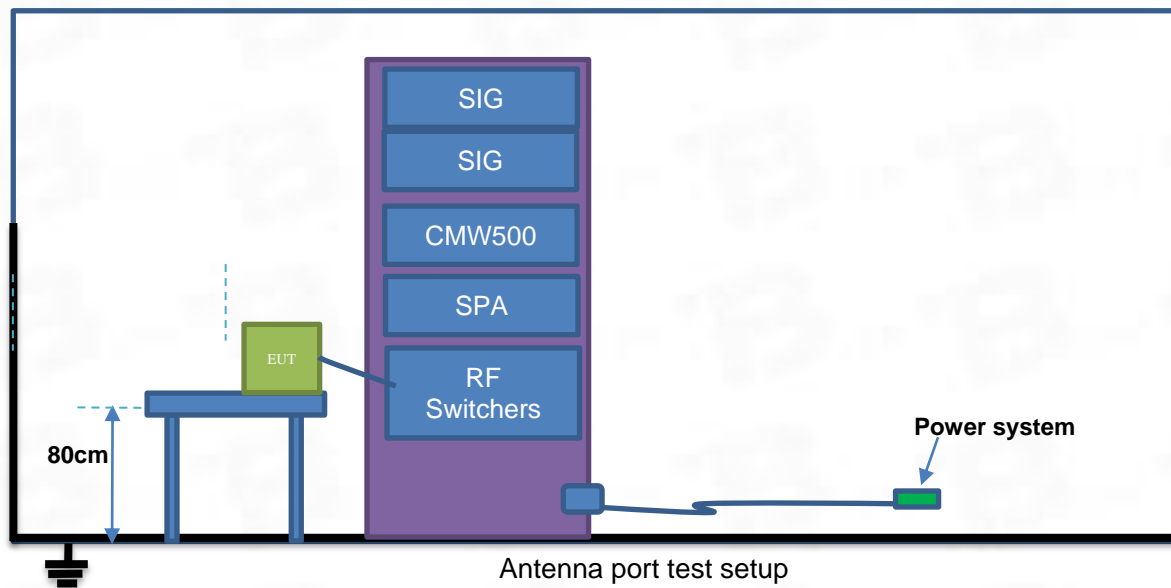 SIG
SIG
CMW500
SPA
EUT
RF
Switchers
Power system
80cm
Antenna port test setup